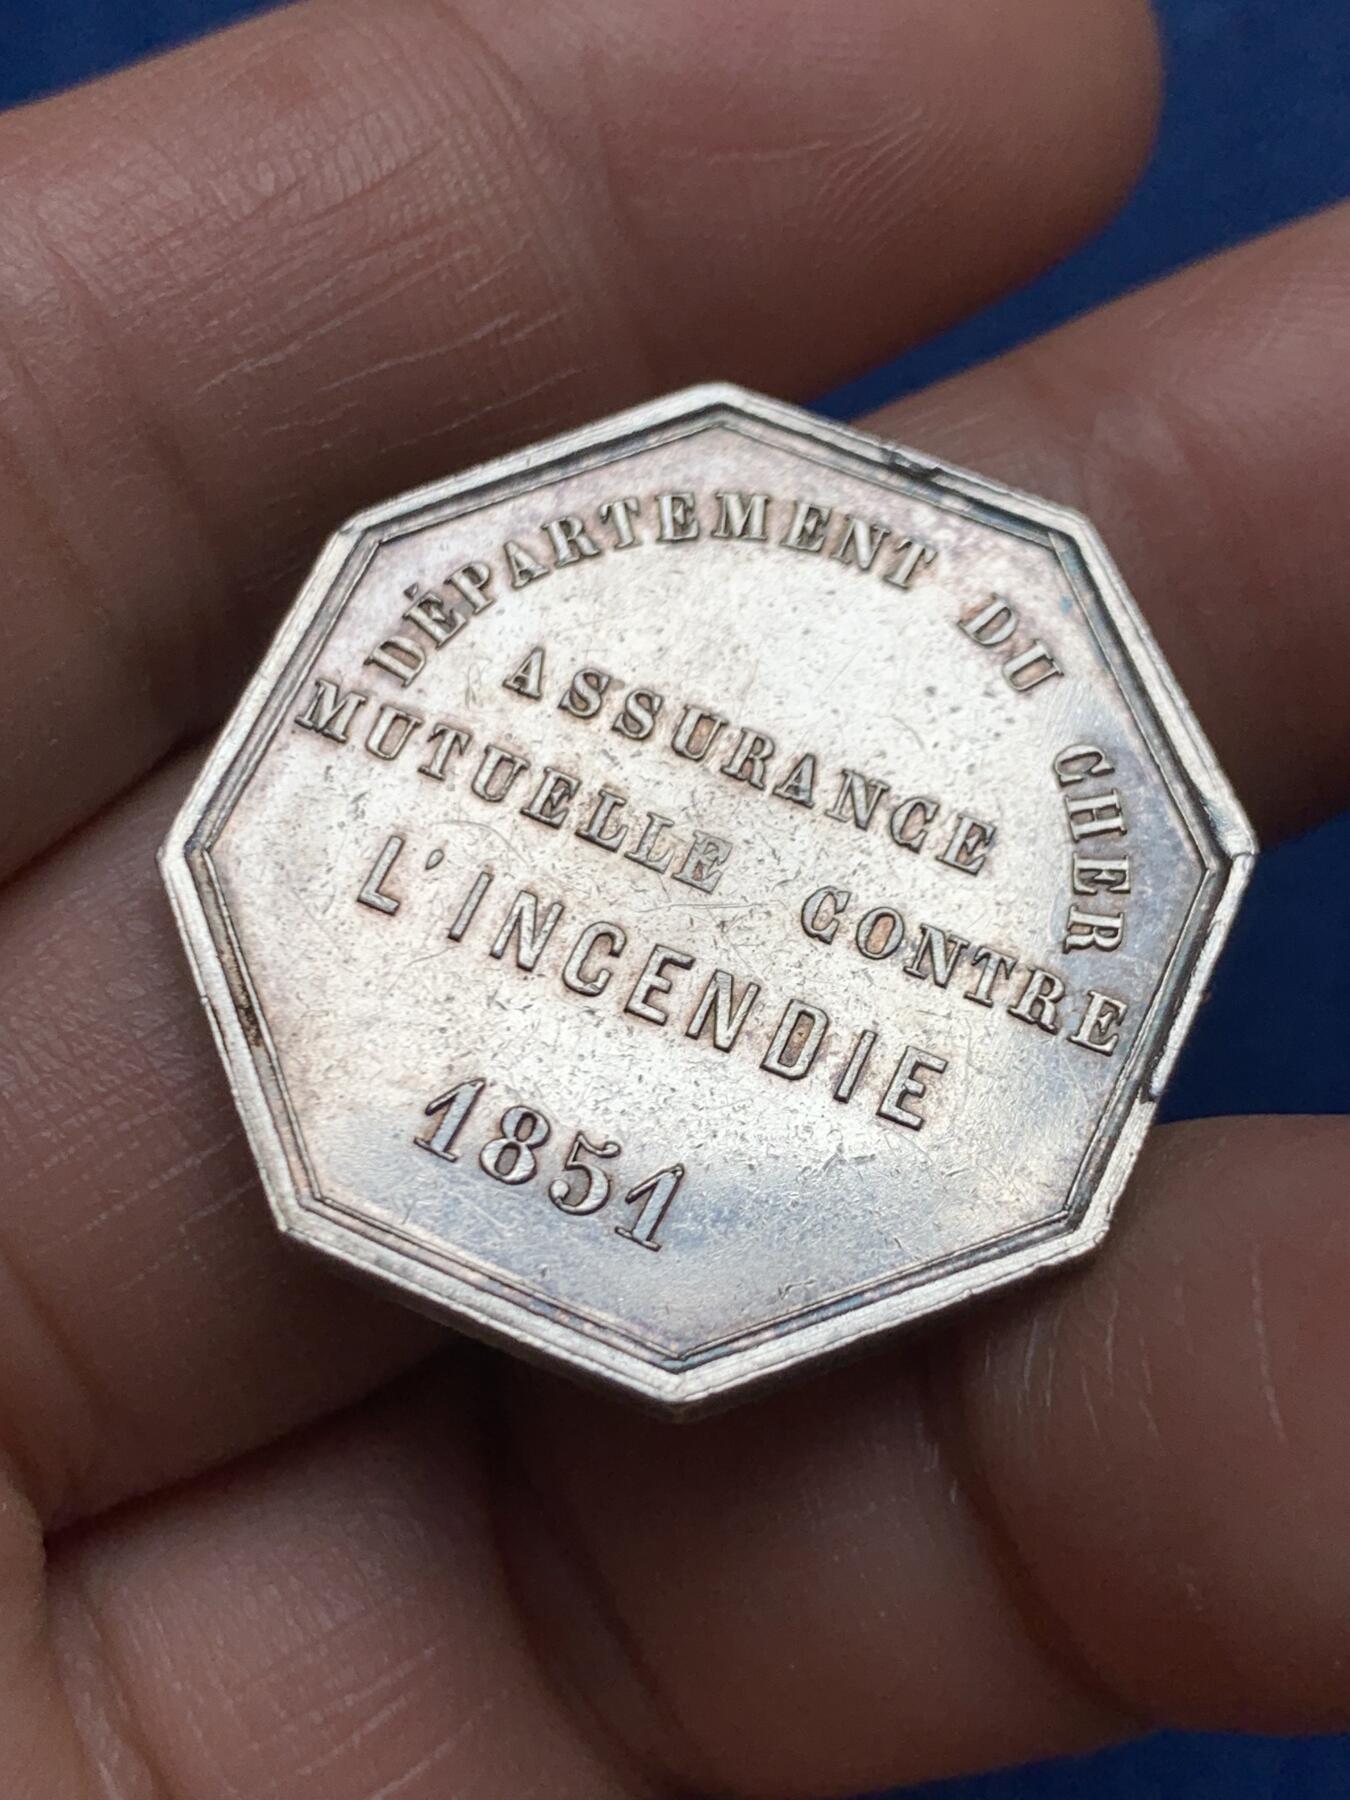 DÉPARTEMENT DU CHER
ASSURANCE
MUTUELLE CONTRE
L'INCENDIE
1851